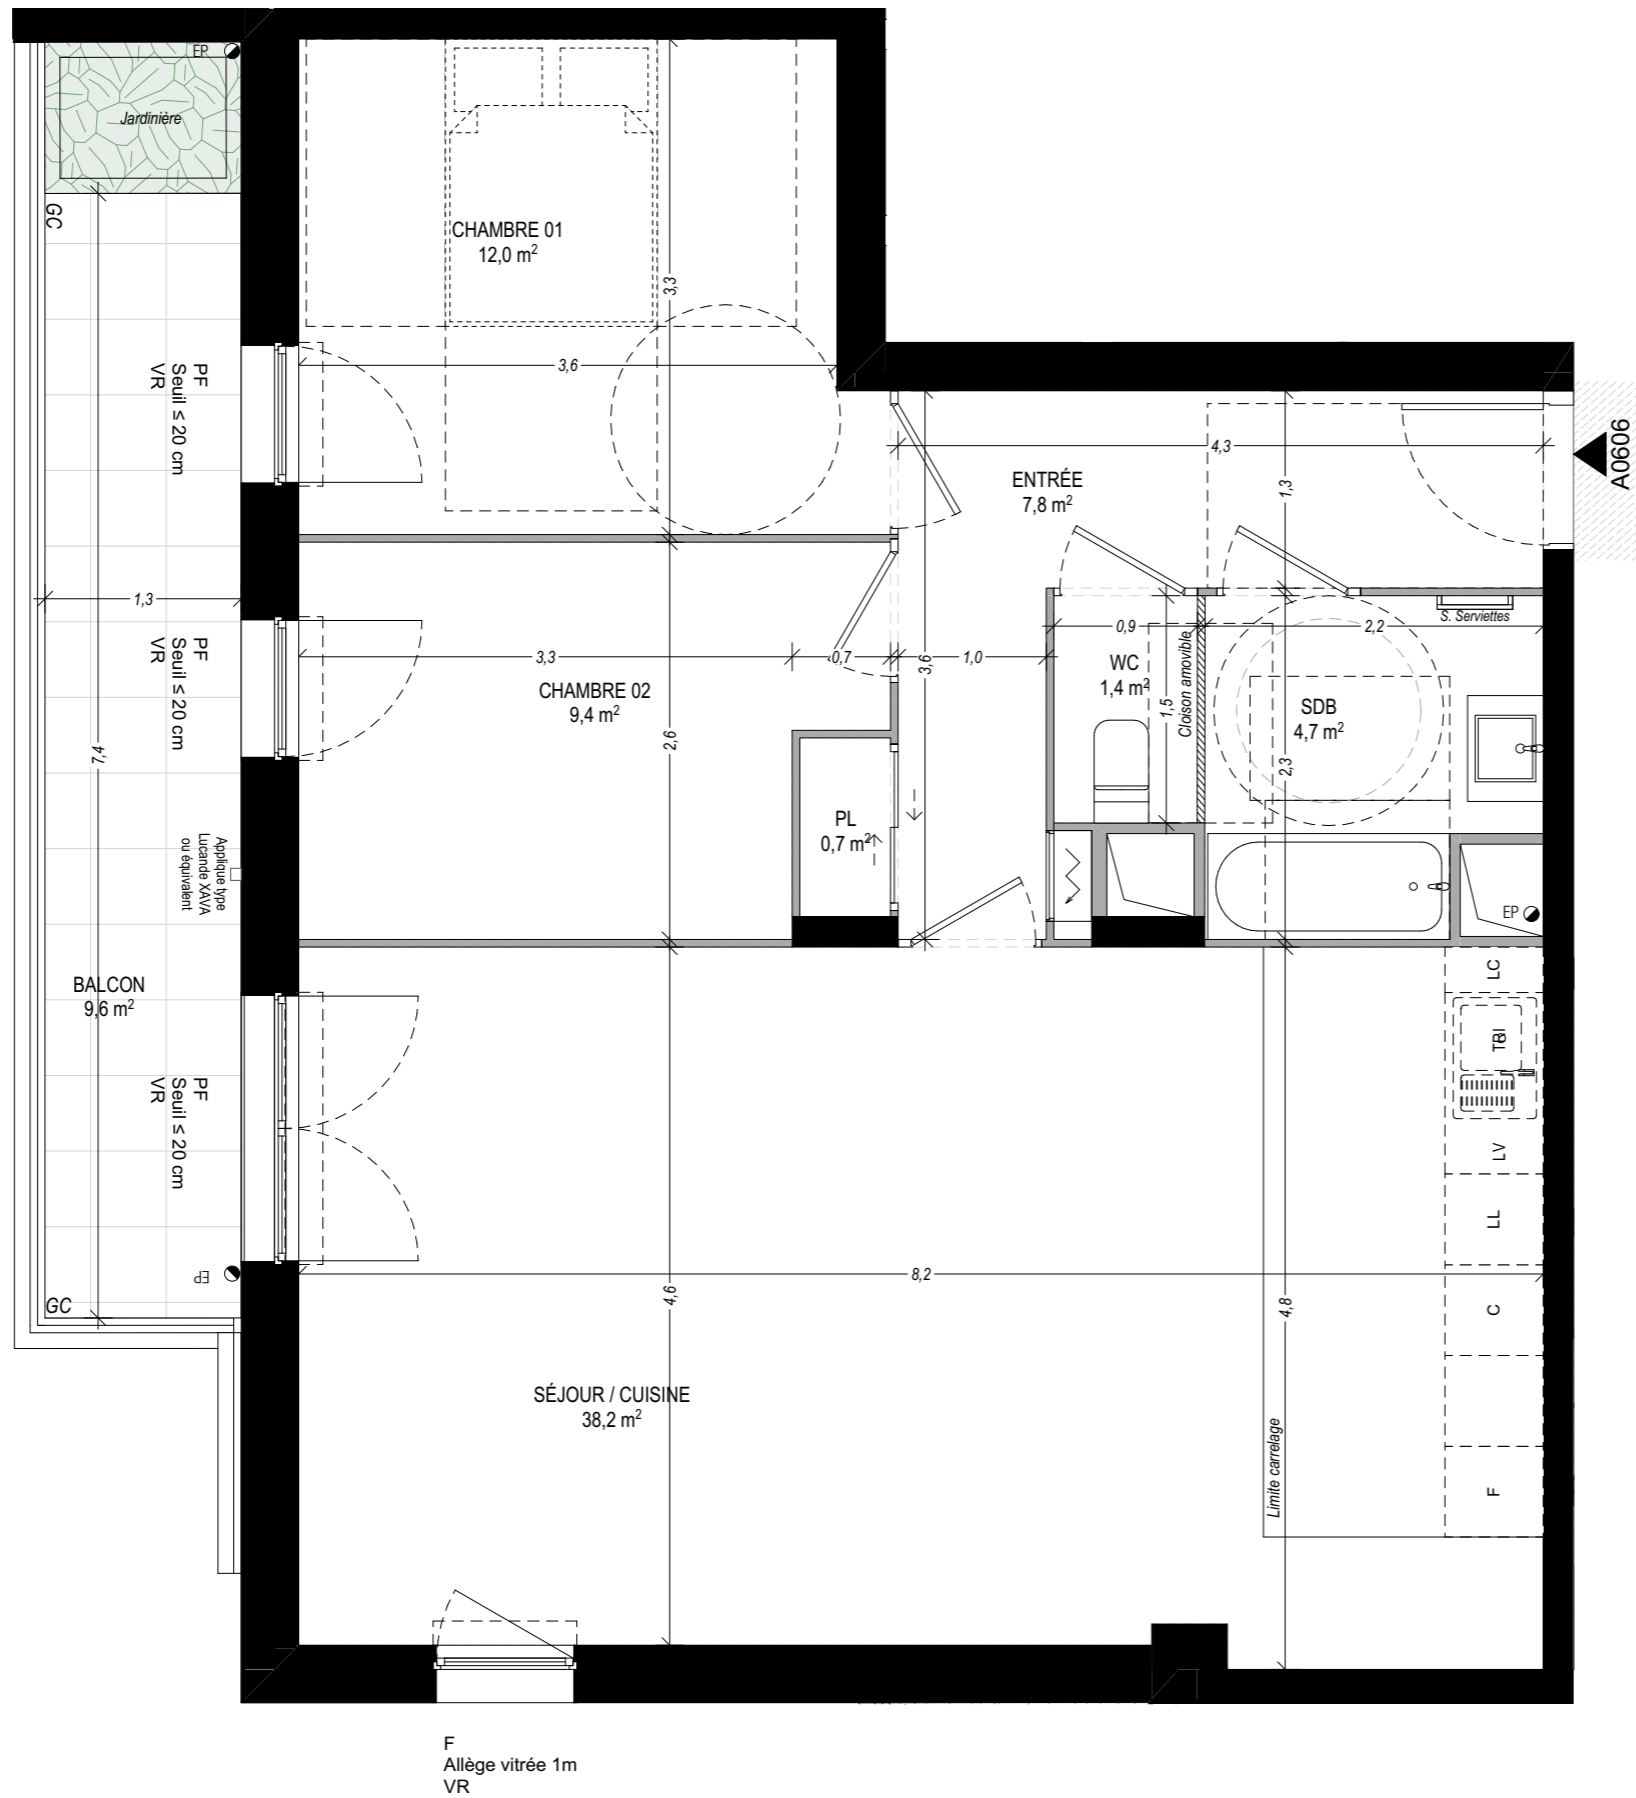 EP
Jardinière
GC
CHAMBRE 01
12,0 m²
3,3
3,6
PF
Seuil ≤ 20 cm
VR
4,3
A0606
ENTRÉE
7,8 m²
1,3
1,3
PF
Seuil ≤ 20 cm
VR
3,3
0,7
3,6
1,0
0,9
2,2
S. Serviettes
CHAMBRE 02
9,4 m²
2,6
WC
1,4 m²
1,5
Cloison amovible
SDB
4,7 m²
2,3
7,4
PL
0,7 m²
Applique type
Lucande XAVA
ou équivalent
EP
BALCON
9,6 m²
LC
TRI
LV
PF
Seuil ≤ 20 cm
VR
LL
EP
GC
8,2
4,6
4,8
C
SÉJOUR / CUISINE
38,2 m²
Limite carrelage
F
F
Allège vitrée 1m
VR